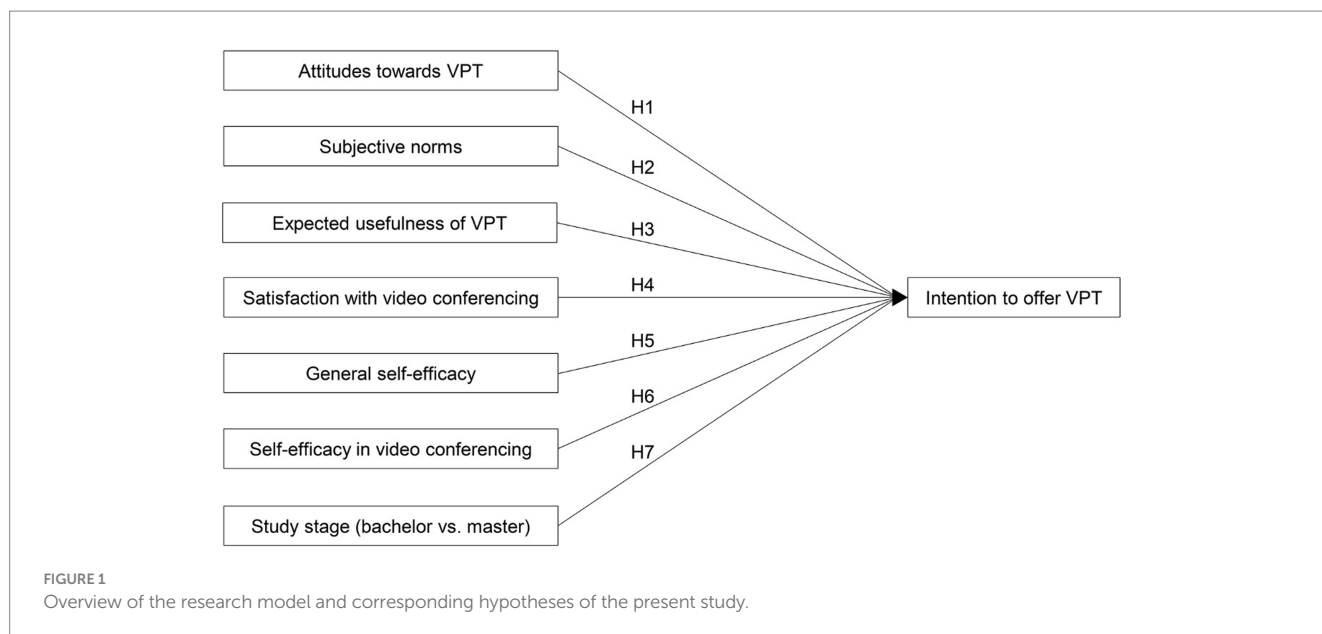 Attitudes towards VPT
H1
Subjective norms
H2
Expected usefulness of VPT
H3
Satisfaction with video conferencing
H4
Intention to offer VPT
General self-efficacy
H5
Self-efficacy in video conferencing
H6
Study stage (bachelor vs. master)
H7
FIGURE 1
Overview of the research model and corresponding hypotheses of the present study.